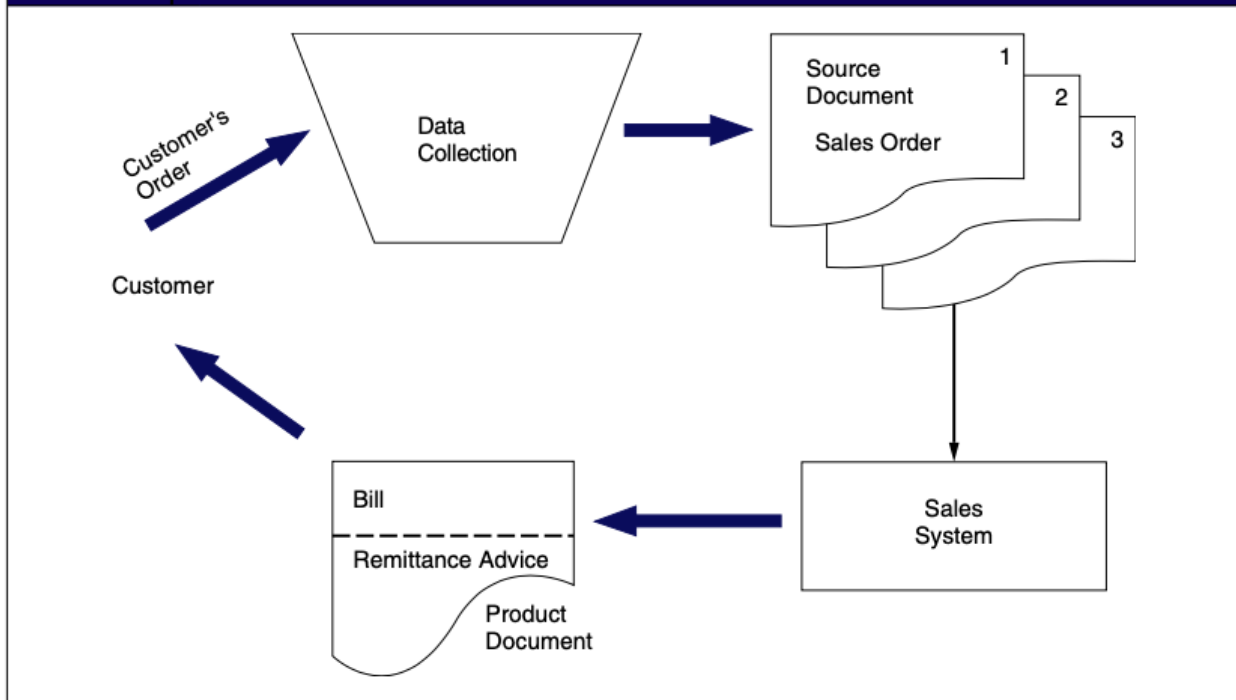 Customer's
Order
Data
Collection
1
Source
Document
Sales Order
2
3
Customer
Bill
Remittance Advice
Product
Document
Sales
System